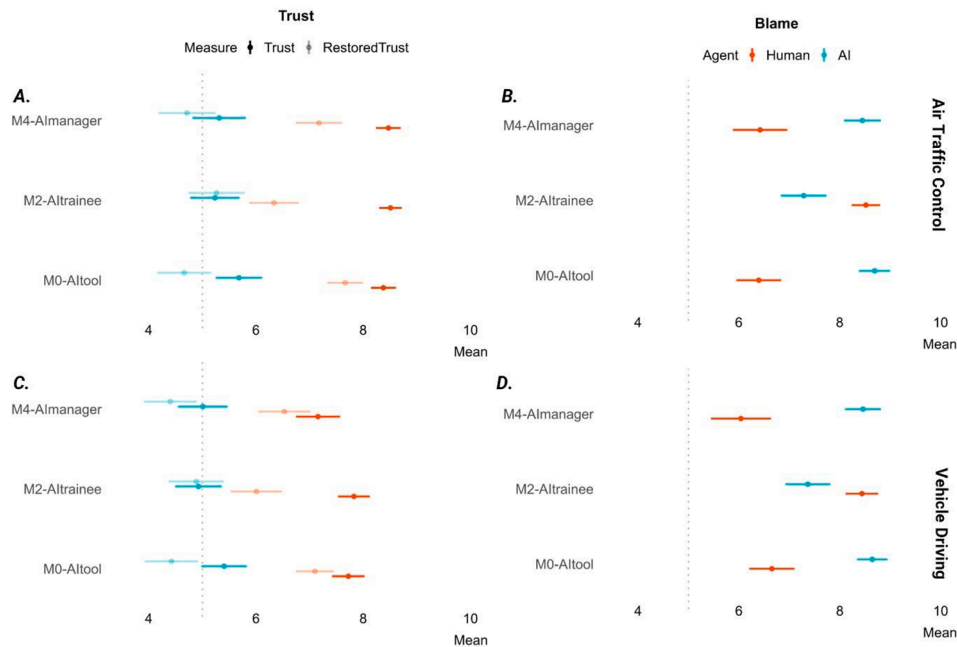 Trust
Measure Trust RestoredTrust
A.
M4-AImanager
M2-AItrainee
M0-AItool
4 6 8 10
Mean
Blame
Agent Human AI
B.
M4-AImanager
M2-AItrainee
M0-AItool
4 6 8 10
Mean
Air Traffic Control
C.
M4-AImanager
M2-AItrainee
M0-AItool
4 6 8 10
Mean
D.
M4-AImanager
M2-AItrainee
M0-AItool
4 6 8 10
Mean
Vehicle Driving